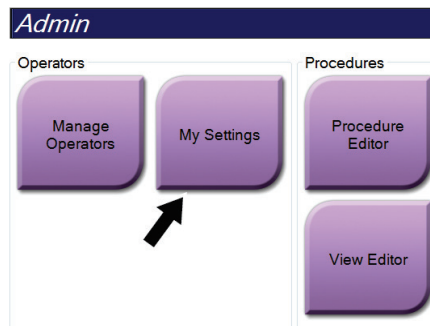 Admin
Operators
Manage
Operators
My Settings
Procedures
Procedure
Editor
View Editor